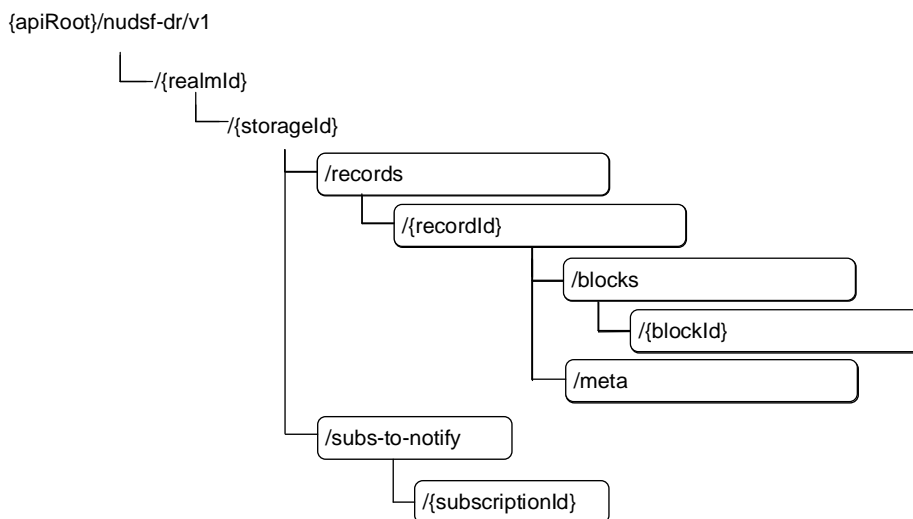 {apiRoot}/nudsf-dr/v1
/{realmId}
/{storageId}
/records
/{recordId}
/blocks
/{blockId}
/meta
/subs-to-notify
/{subscriptionId}